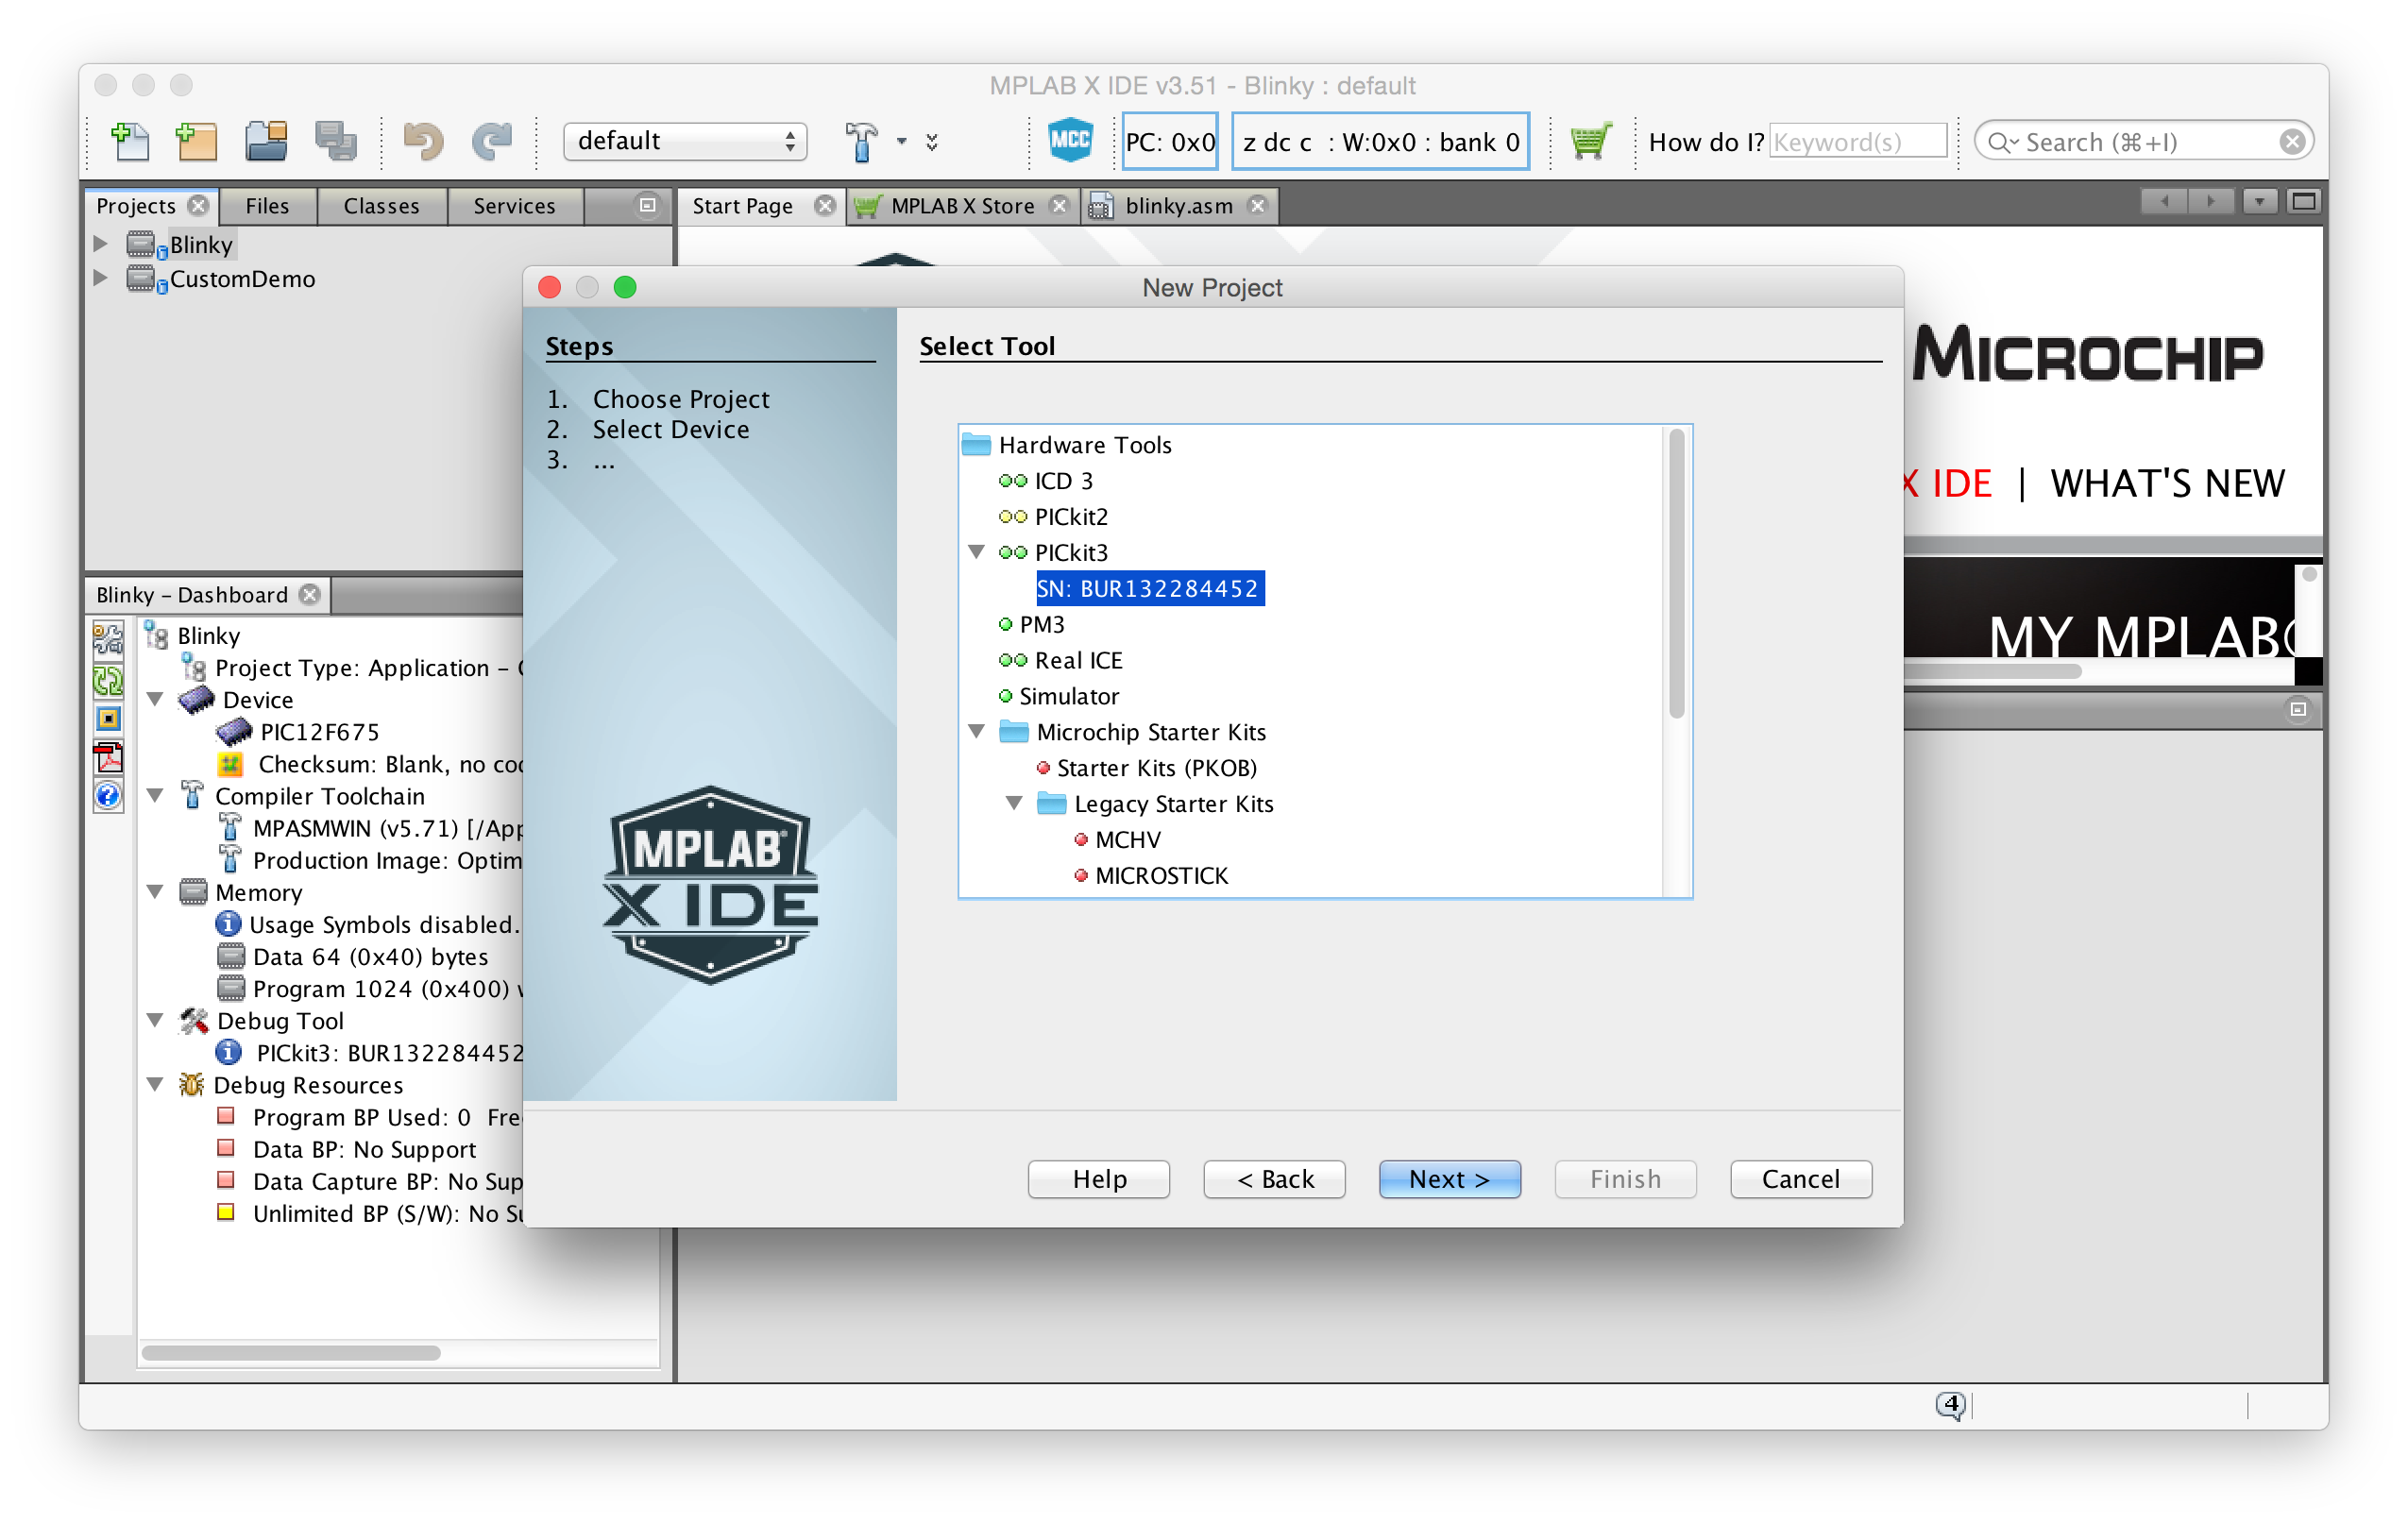 MPLAB X IDE v3.51 - Blinky : default
default
MCC
PC: 0x0
z dc c : W:0x0 : bank 0
How do I?
Keyword(s)
Search (⌘+I)
Projects
Files
Classes
Services
Start Page
MPLAB X Store
blinky.asm
Blinky
CustomDemo
MICROCHIP
X IDE | WHAT'S NEW
MY MPLAB®
New Project
Steps
1. Choose Project
2. Select Device
3. ...
MPLAB®
X IDE
Select Tool
Hardware Tools
ICD 3
PICkit2
PICkit3
SN: BUR132284452
PM3
Real ICE
Simulator
Microchip Starter Kits
Starter Kits (PKOB)
Legacy Starter Kits
MCHV
MICROSTICK
Help
< Back
Next >
Finish
Cancel
Blinky – Dashboard
Blinky
Project Type: Application –
Device
PIC12F675
Checksum: Blank, no
Compiler Toolchain
MPASMWIN (v5.71) [/App
Production Image: Optim
Memory
Usage Symbols disabled.
Data 64 (0x40) bytes
Program 1024 (0x400)
Debug Tool
PICkit3: BUR132284452
Debug Resources
Program BP Used: 0 Fre
Data BP: No Support
Data Capture BP: No Sup
Unlimited BP (S/W): No
4